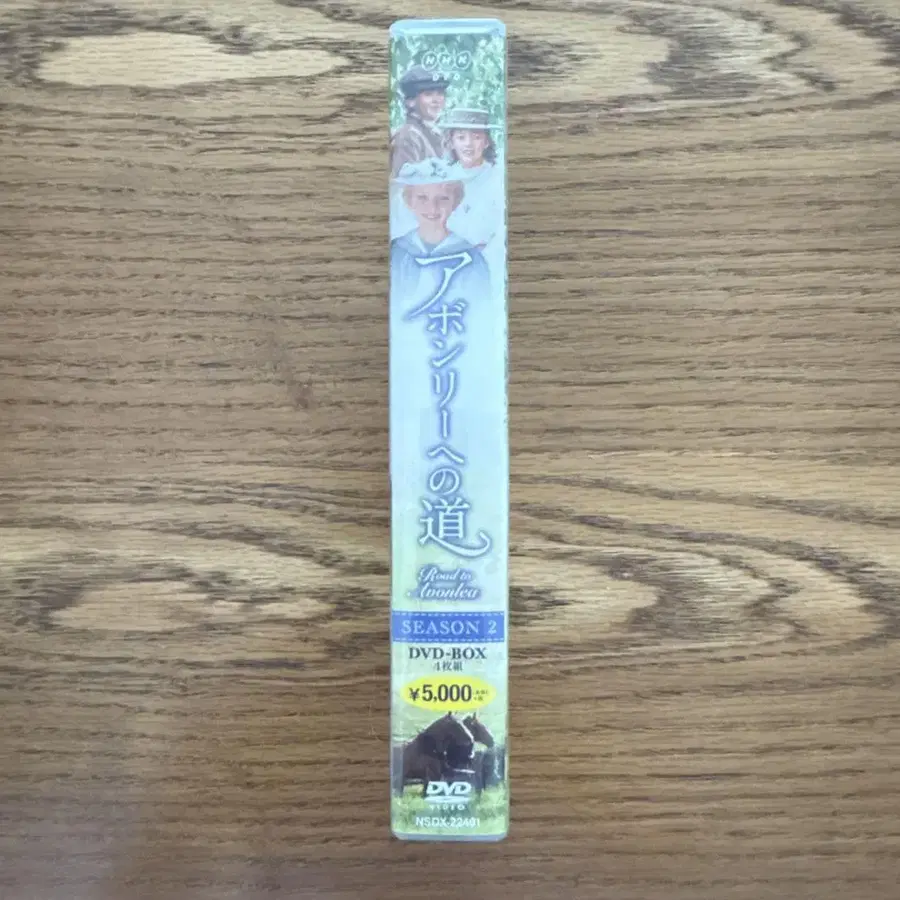 NHK
DVD
アボンリーへの道
Road to
Avonlea
SEASON 2
DVD-BOX
4枚組
¥5,000
DVD
VIDEO
NSDX-22491